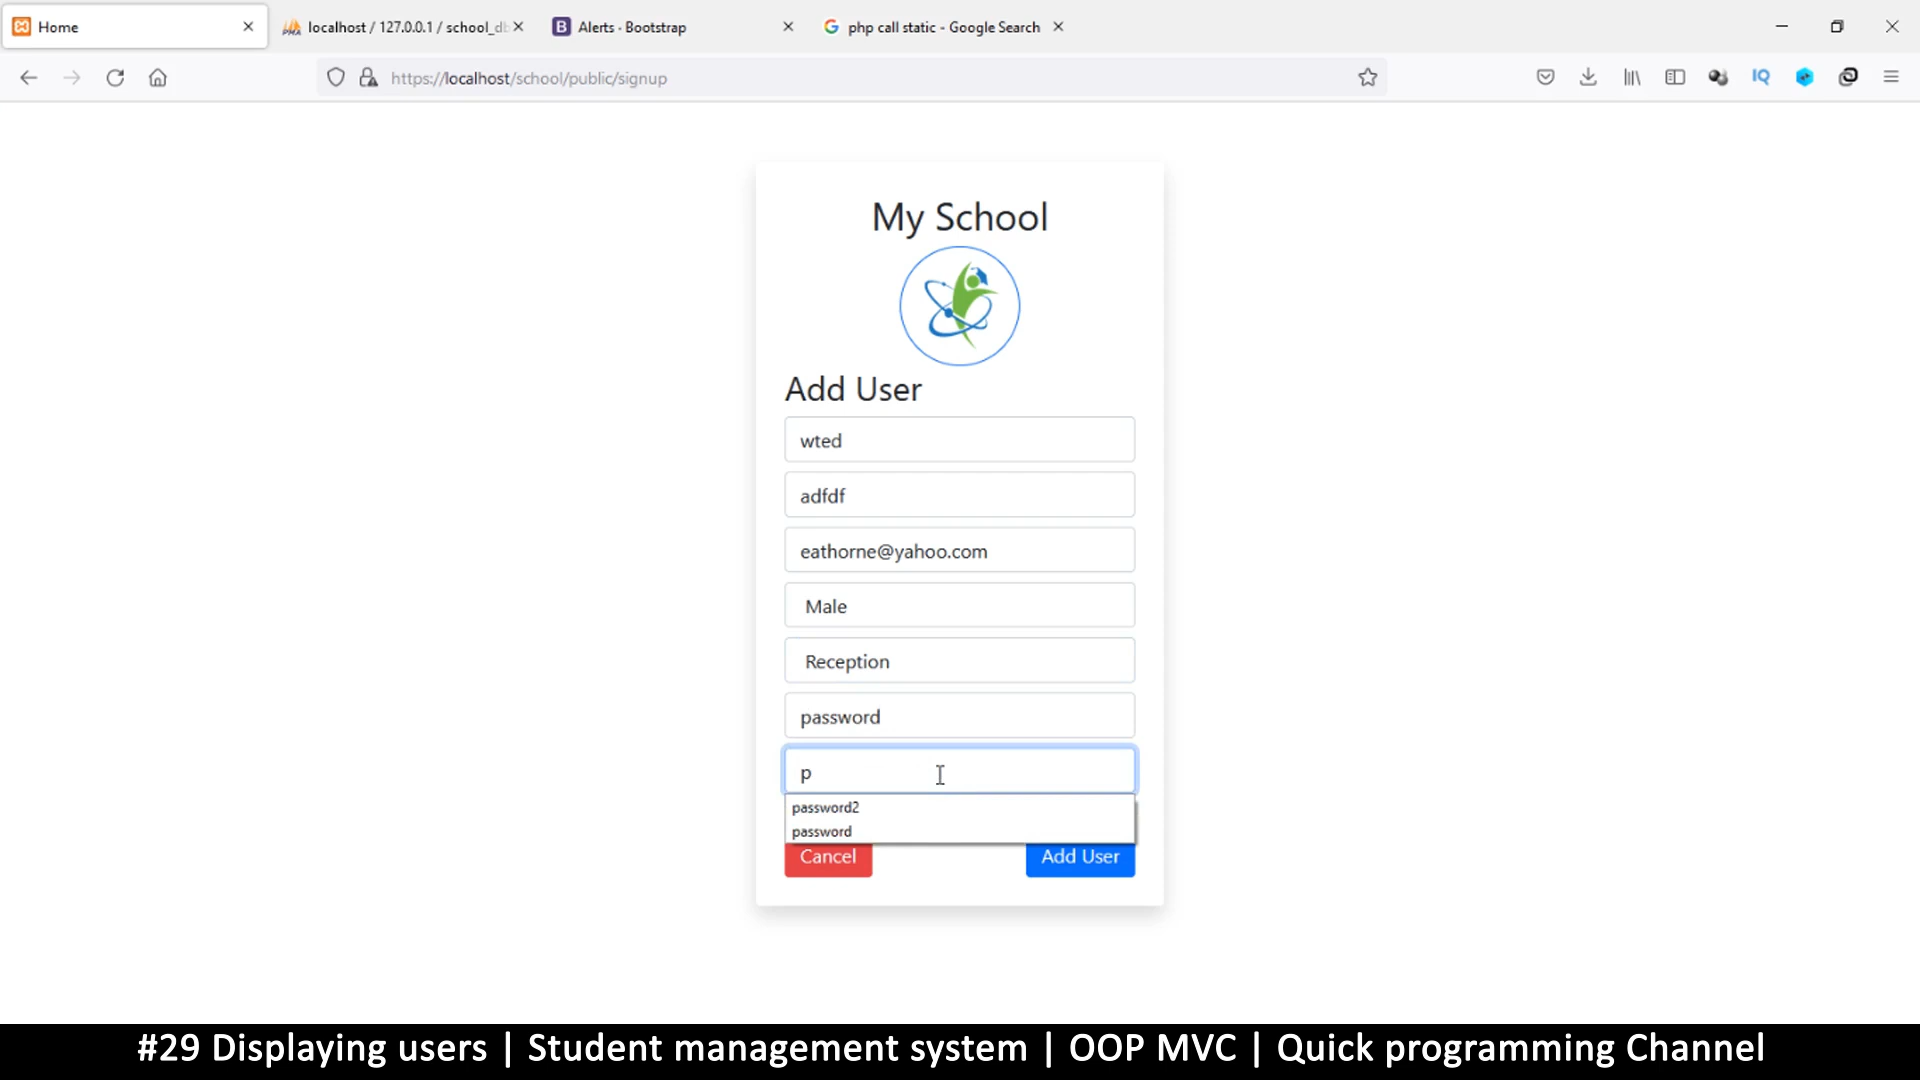 Home
localhost / 127.0.0.1 / school_db
B Alerts · Bootstrap
php call static - Google Search
https://localhost/school/public/signup
IQ
My School
Add User
wted
adfdf
eathorne@yahoo.com
Male
Reception
password
p
password2
password
Cancel
Add User
#29 Displaying users | Student management system | OOP MVC | Quick programming Channel